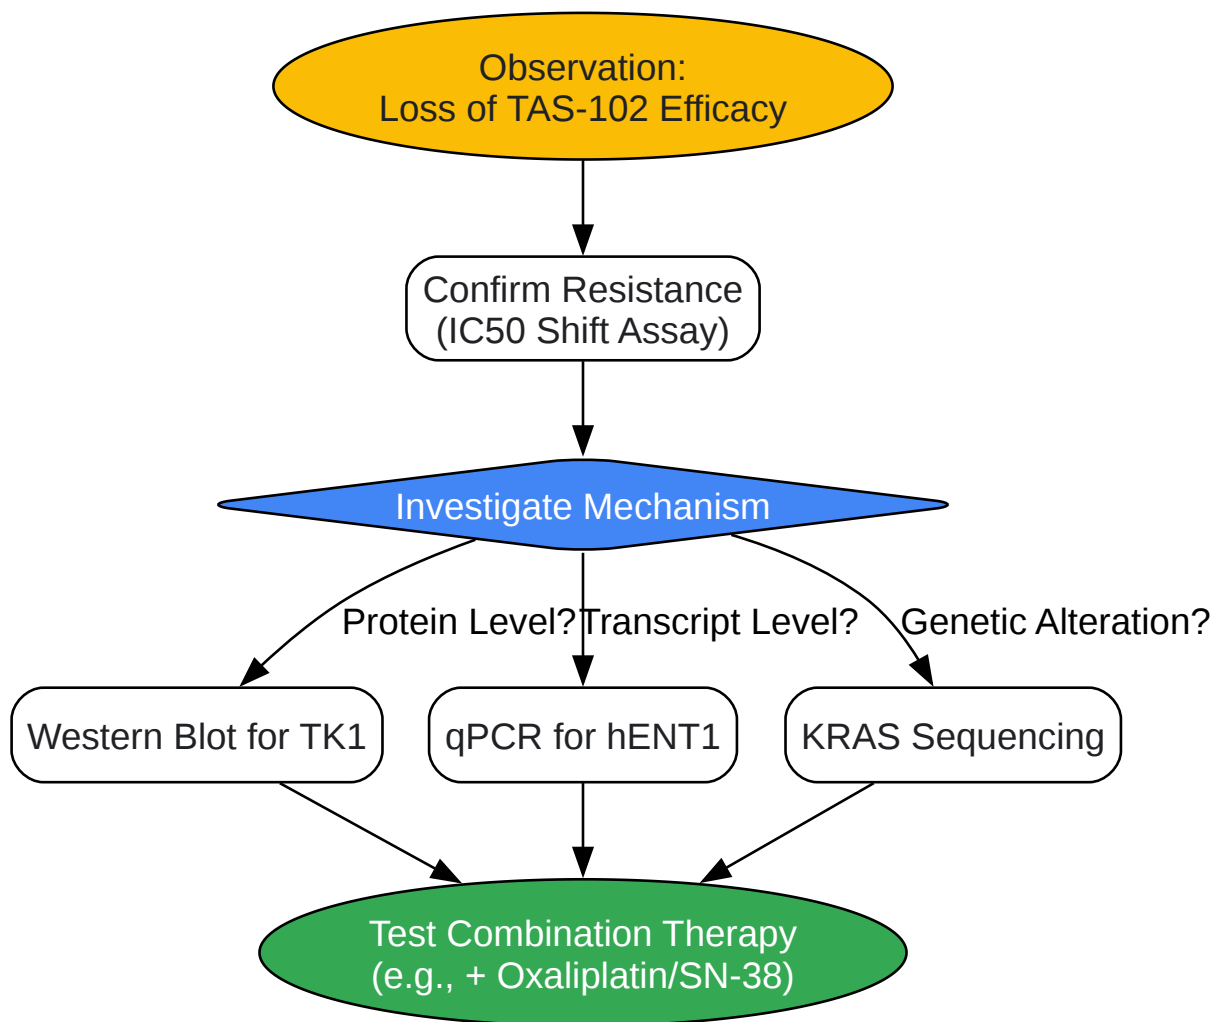 Observation:
Loss of TAS-102 Efficacy
Confirm Resistance
(IC50 Shift Assay)
Investigate Mechanism
Protein Level?
Transcript Level?
Genetic Alteration?
Western Blot for TK1
qPCR for hENT1
KRAS Sequencing
Test Combination Therapy
(e.g., + Oxaliplatin/SN-38)